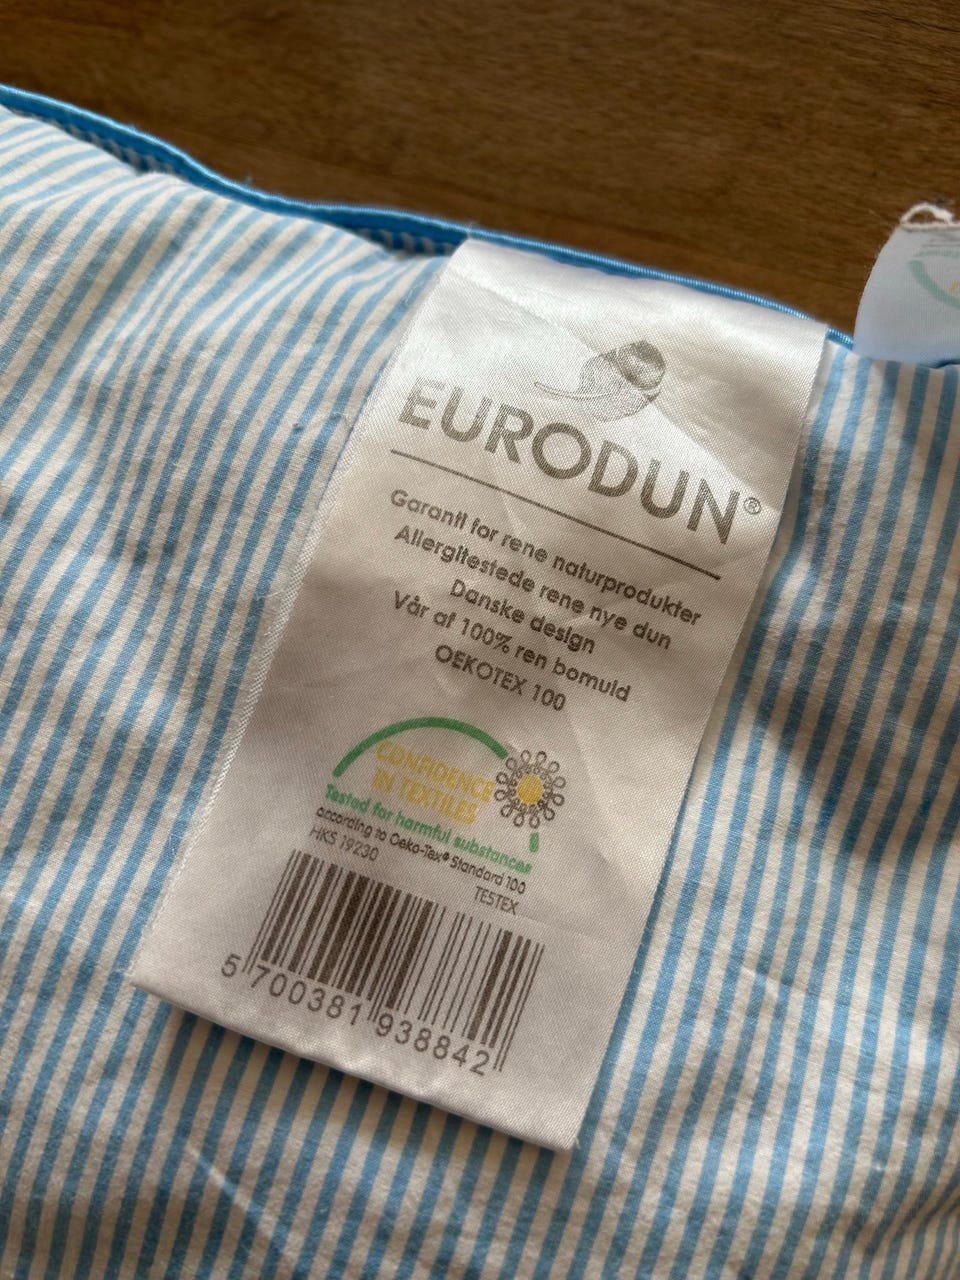 EURODUN®
Garanti for rene naturprodukter
Allergitestede rene nye dun
Danske design
Vår af 100% ren bomuld
OEKOTEX 100
CONFIDENCE
IN TEXTILES
Tested for harmful substances
according to Oeko-Tex® Standard 100
HKS 19230
TESTEX
5 700381 938842